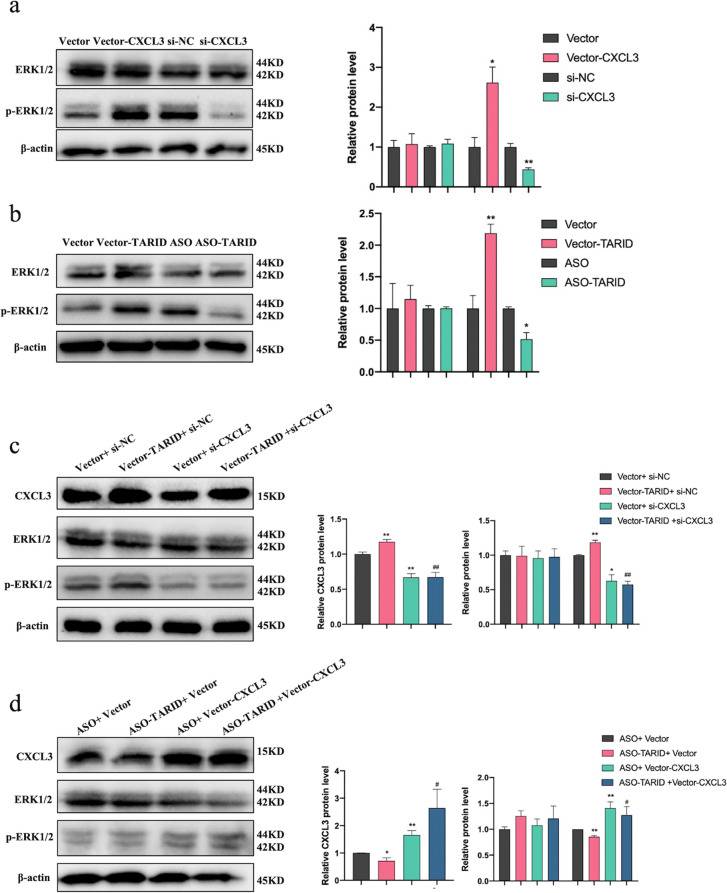 a
Vector Vector-CXCL3 si-NC si-CXCL3
ERK1/2
44KD
42KD
p-ERK1/2
44KD
42KD
β-actin
45KD
Relative protein level
4
3
2
1
0
*
**
Vector
Vector-CXCL3
si-NC
si-CXCL3
b
Vector Vector-TARID ASO ASO-TARID
ERK1/2
44KD
42KD
p-ERK1/2
44KD
42KD
β-actin
45KD
Relative protein level
2.5
2.0
1.5
1.0
0.5
0.0
**
*
Vector
Vector-TARID
ASO
ASO-TARID
c
Vector+ si-NC
Vector-TARID+ si-NC
Vector+ si-CXCL3
Vector-TARID +si-CXCL3
CXCL3
15KD
ERK1/2
44KD
42KD
p-ERK1/2
44KD
42KD
β-actin
45KD
Relative CXCL3 protein level
1.5
1.0
0.5
0.0
**
**
##
Relative protein level
1.5
1.0
0.5
0.0
**
*
##
Vector+ si-NC
Vector-TARID+ si-NC
Vector+ si-CXCL3
Vector-TARID +si-CXCL3
d
ASO+ Vector
ASO-TARID+ Vector
ASO+ Vector-CXCL3
ASO-TARID +Vector-CXCL3
CXCL3
15KD
ERK1/2
44KD
42KD
p-ERK1/2
44KD
42KD
β-actin
45KD
Relative CXCL3 protein level
4
3
2
1
0
*
**
#
Relative protein level
2.0
1.5
1.0
0.5
0.0
**
**
#
ASO+ Vector
ASO-TARID+ Vector
ASO+ Vector-CXCL3
ASO-TARID +Vector-CXCL3